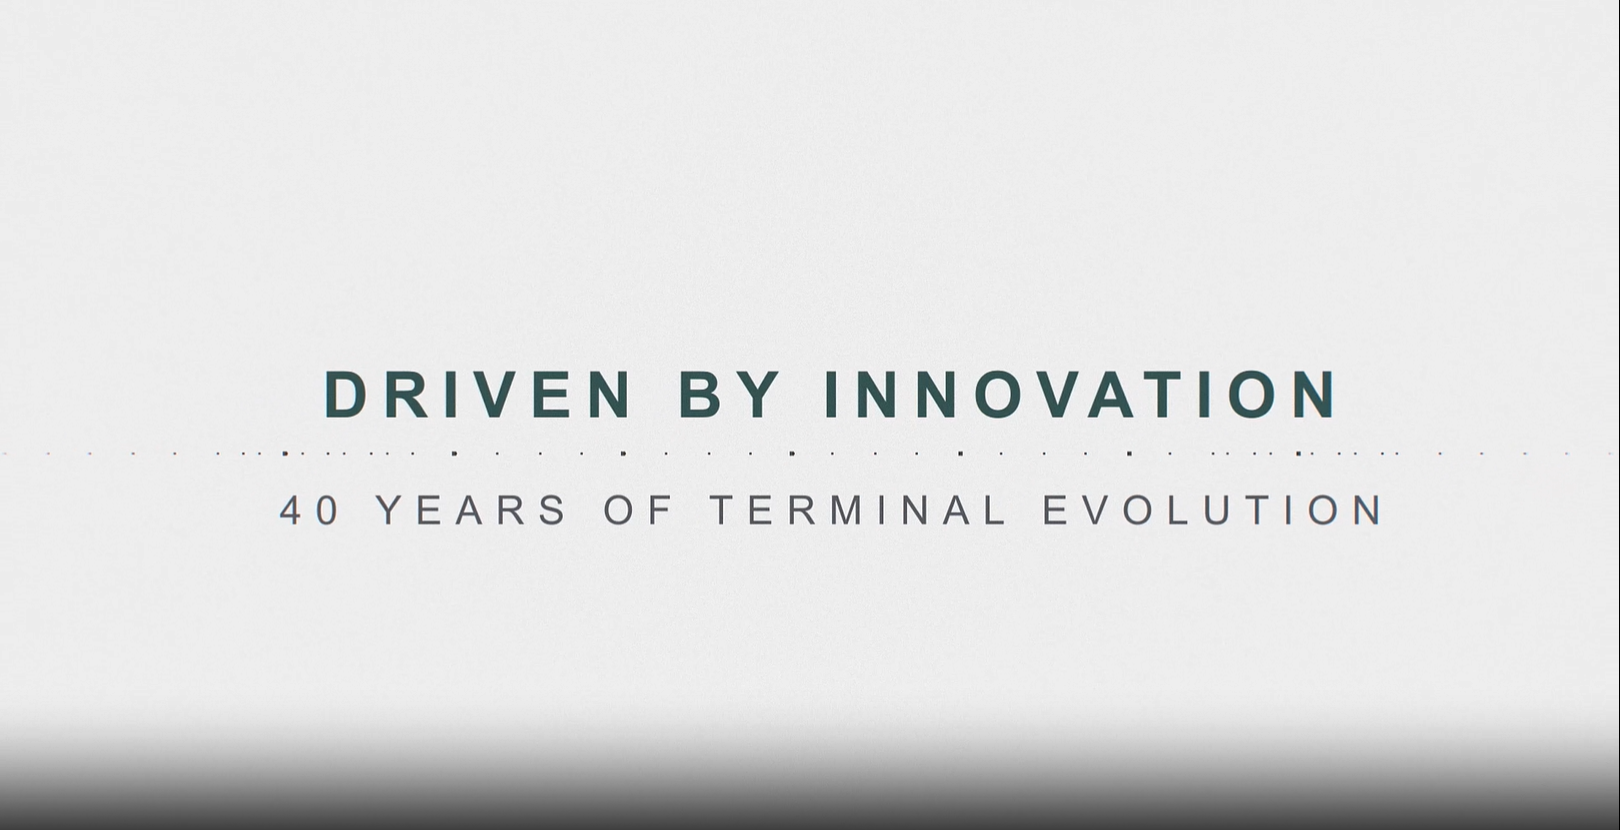 DRIVEN BY INNOVATION
40 YEARS OF TERMINAL EVOLUTION